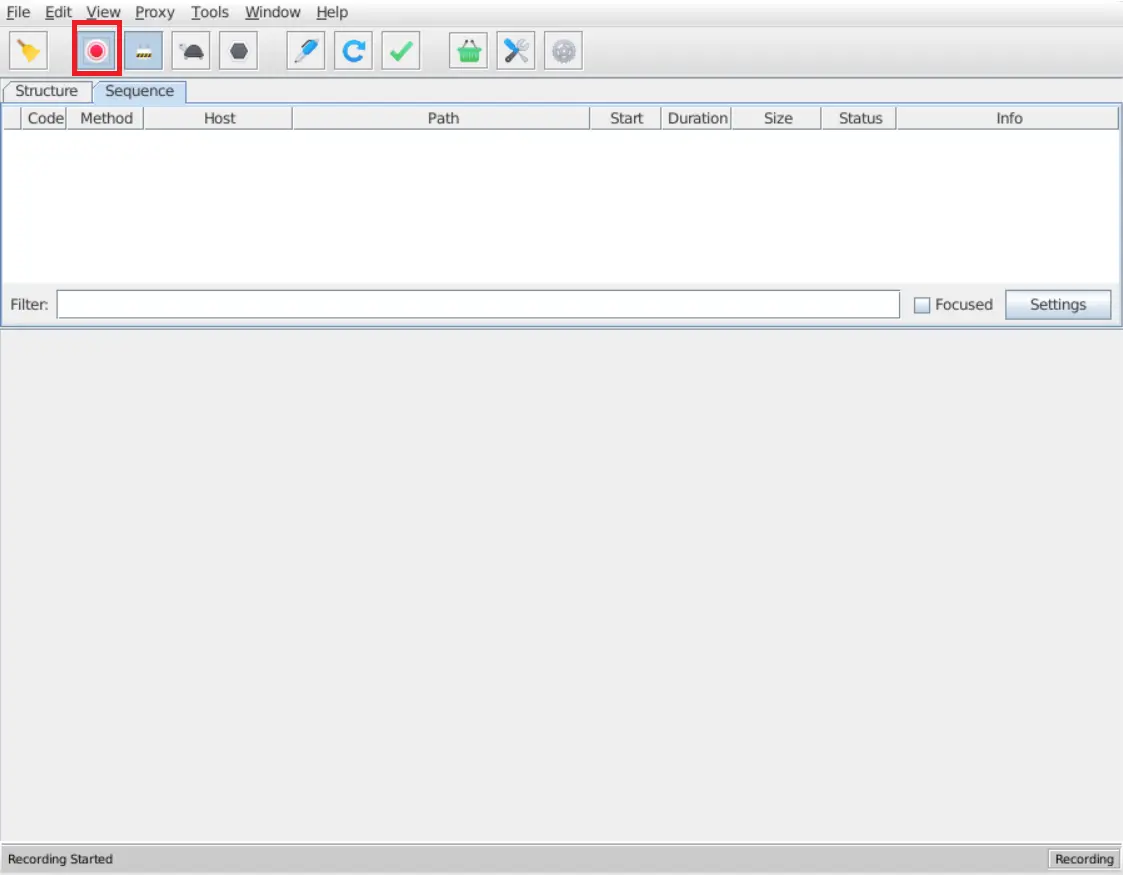 File Edit View Proxy Tools Window Help
Structure Sequence
Code Method Host Path Start Duration Size Status Info
Filter: Focused Settings
Recording Started Recording